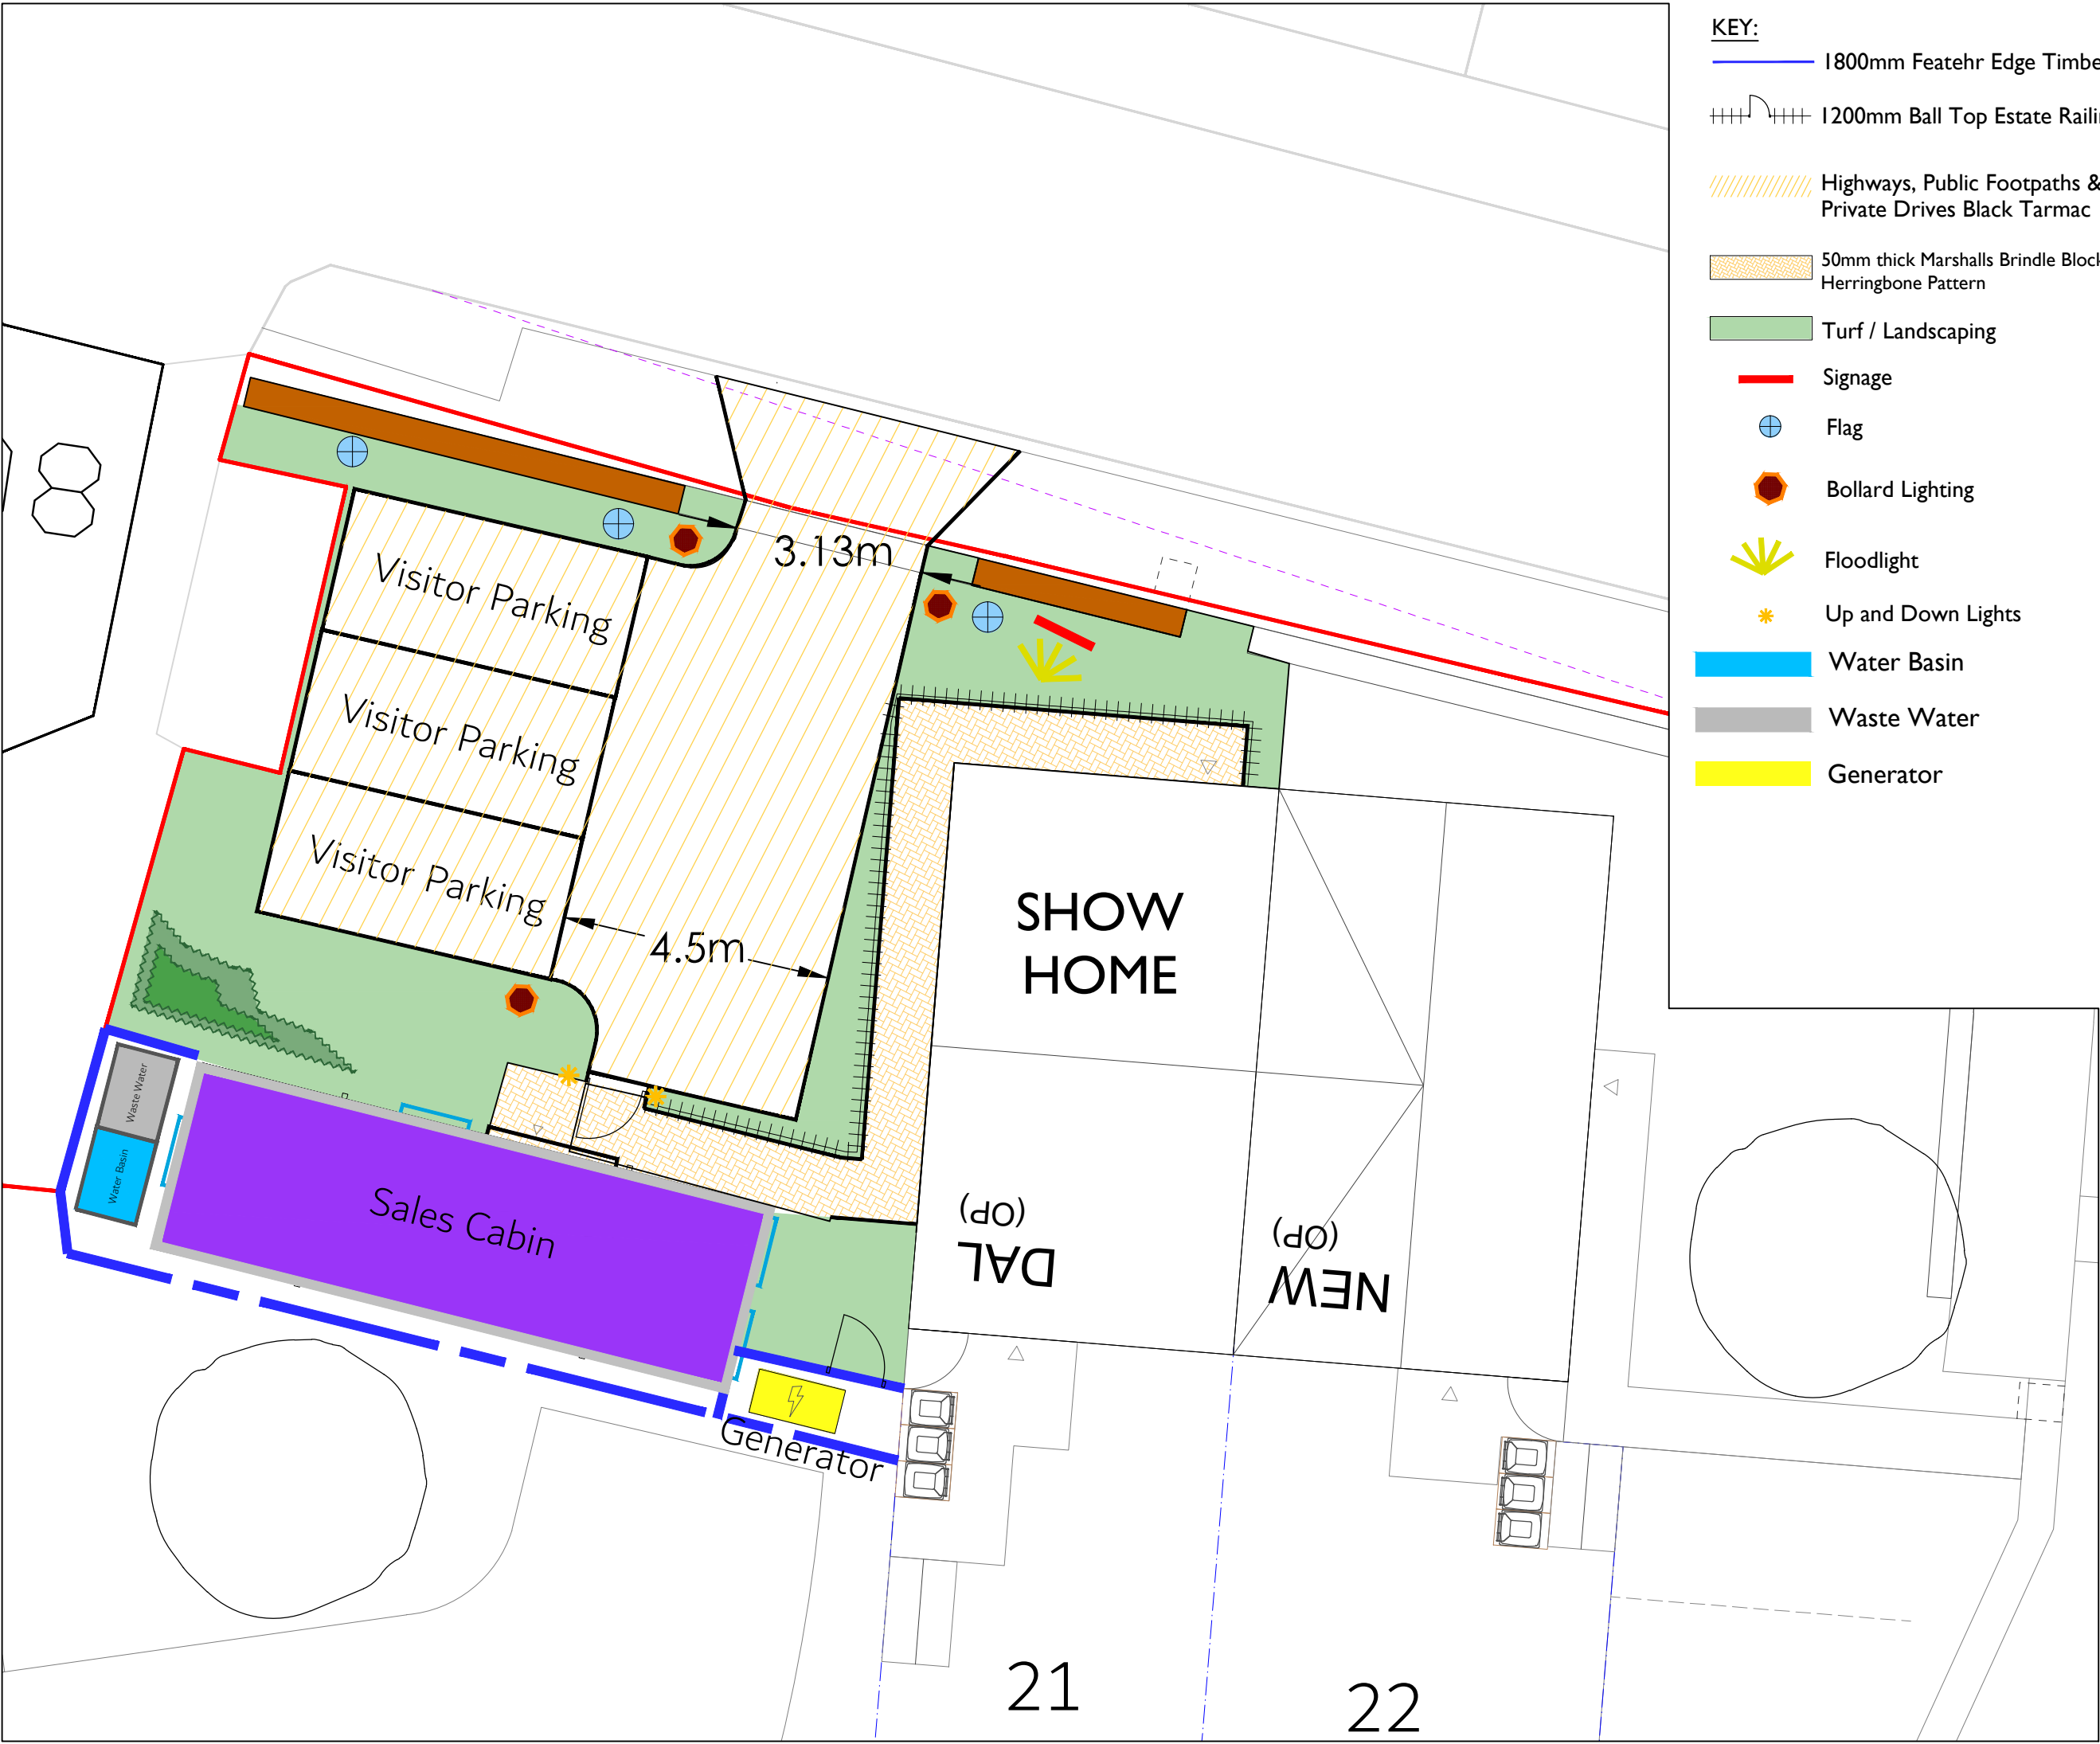 KEY:
1800mm Featehr Edge Timbe
1200mm Ball Top Estate Raili
Highways, Public Footpaths &
Private Drives Black Tarmac
50mm thick Marshalls Brindle Block
Herringbone Pattern
Turf / Landscaping
Signage
Flag
Bollard Lighting
Floodlight
Up and Down Lights
Water Basin
Waste Water
Generator
3.13m
Visitor Parking
Visitor Parking
Visitor Parking
4.5m
SHOW
HOME
Waste Water
Water Basin
Sales Cabin
DAL
(OP)
NEW
(OP)
Generator
21
22